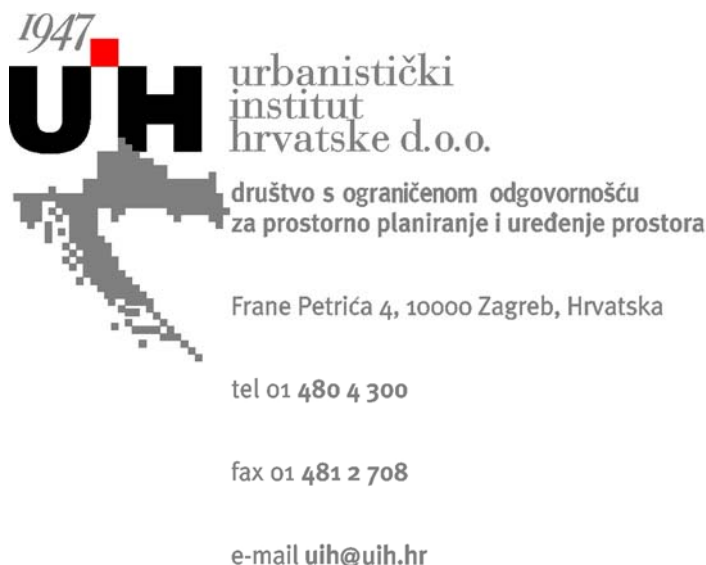 1947
UIH
urbanistički
institut
hrvatske d.o.o.
društvo s ograničenom odgovornošću
za prostorno planiranje i uređenje prostora
Frane Petrića 4, 10000 Zagreb, Hrvatska
tel 01 480 4 300
fax 01 481 2 708
e-mail uih@uih.hr